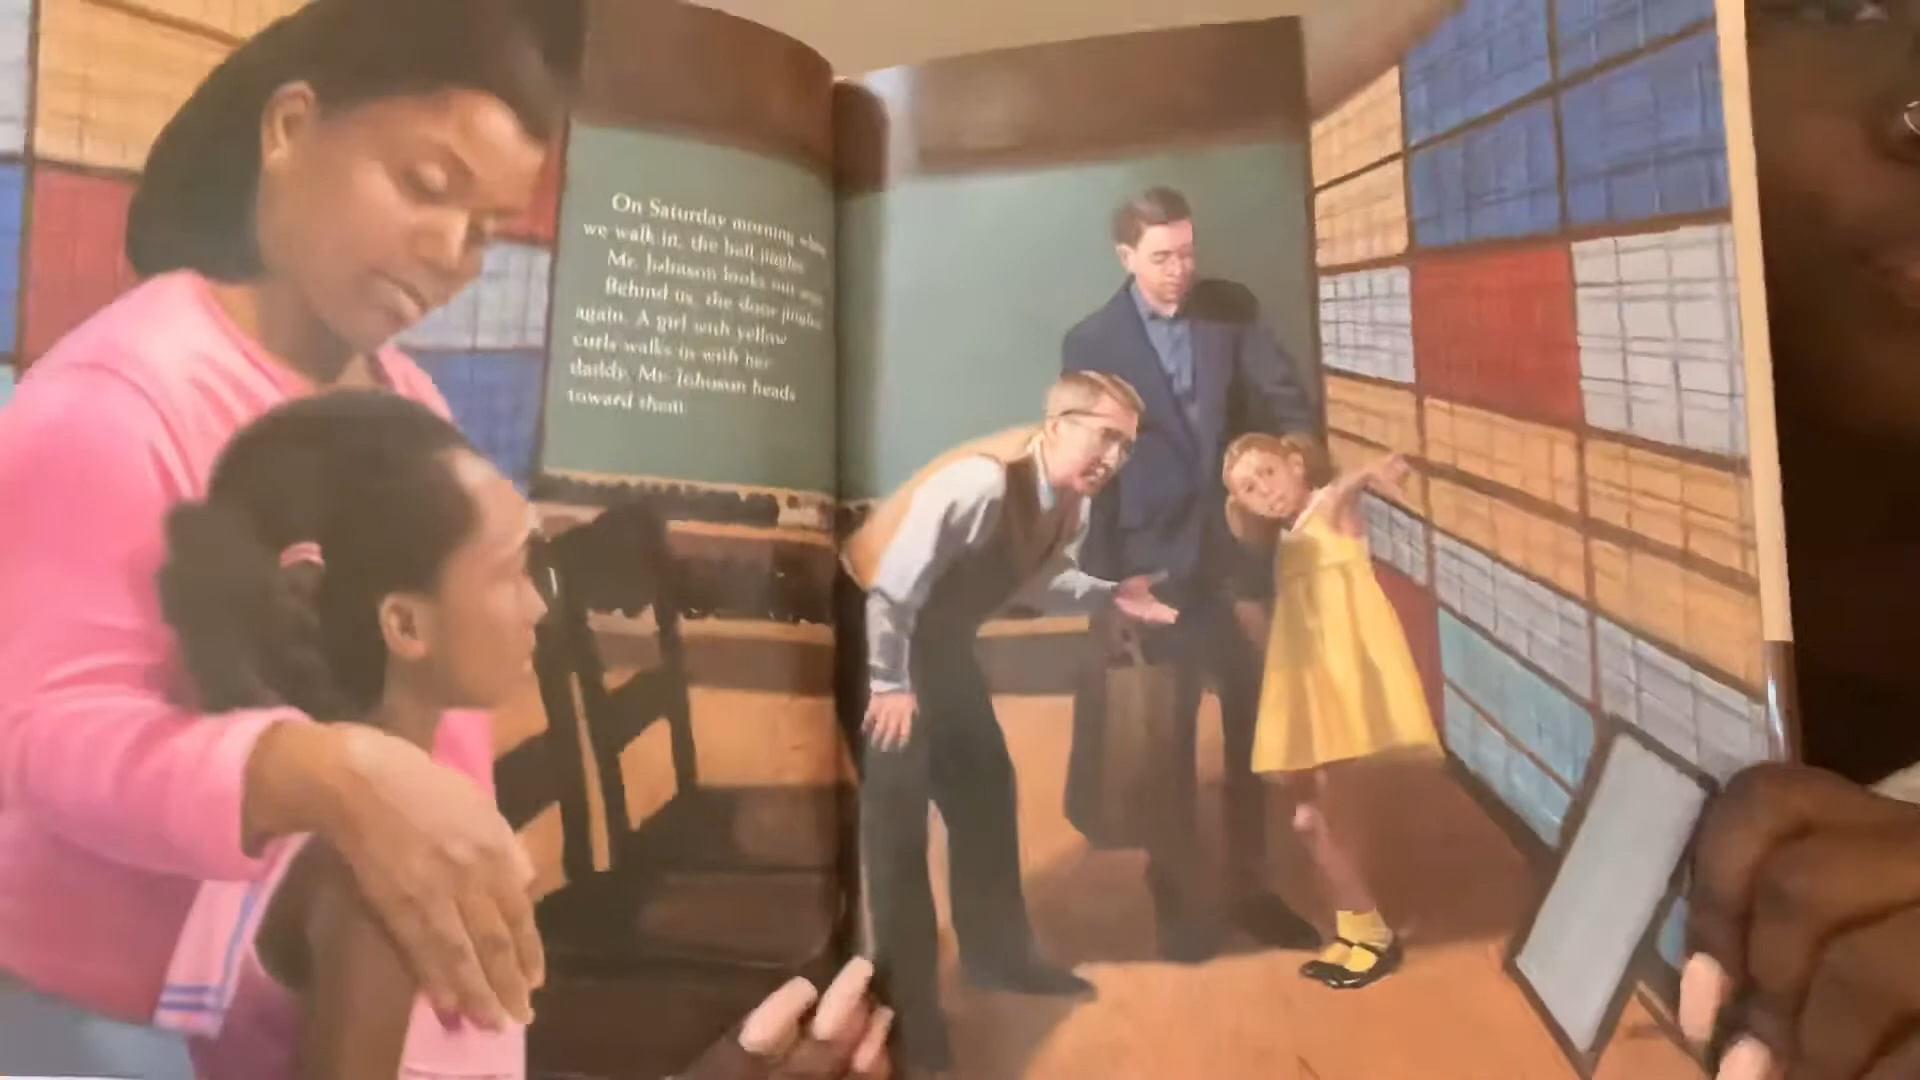 On Saturday morning when
we walk in, the bell jingles.
Mr. Johnson looks our way.
Behind us, the door jingles
again. A girl with yellow
curls walks in with her
daddy. Mr. Johnson heads
toward them.